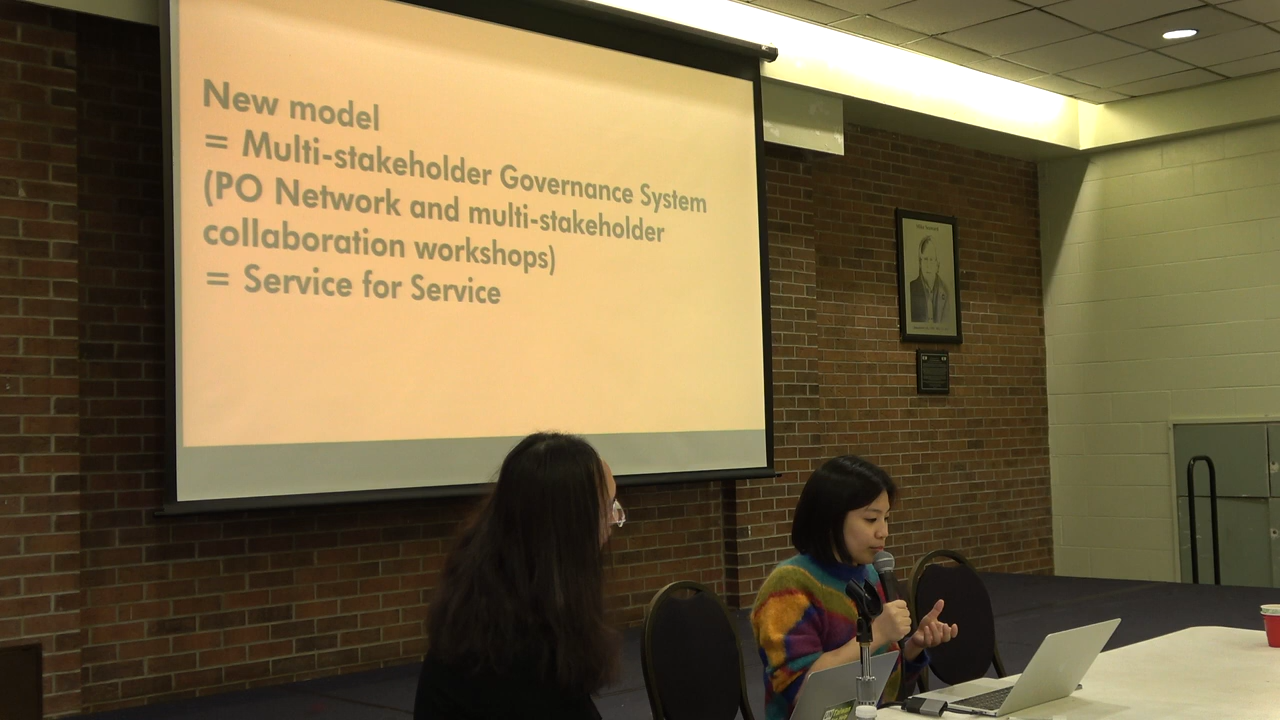 New model
= Multi-stakeholder Governance System
(PO Network and multi-stakeholder
collaboration workshops)
= Service for Service